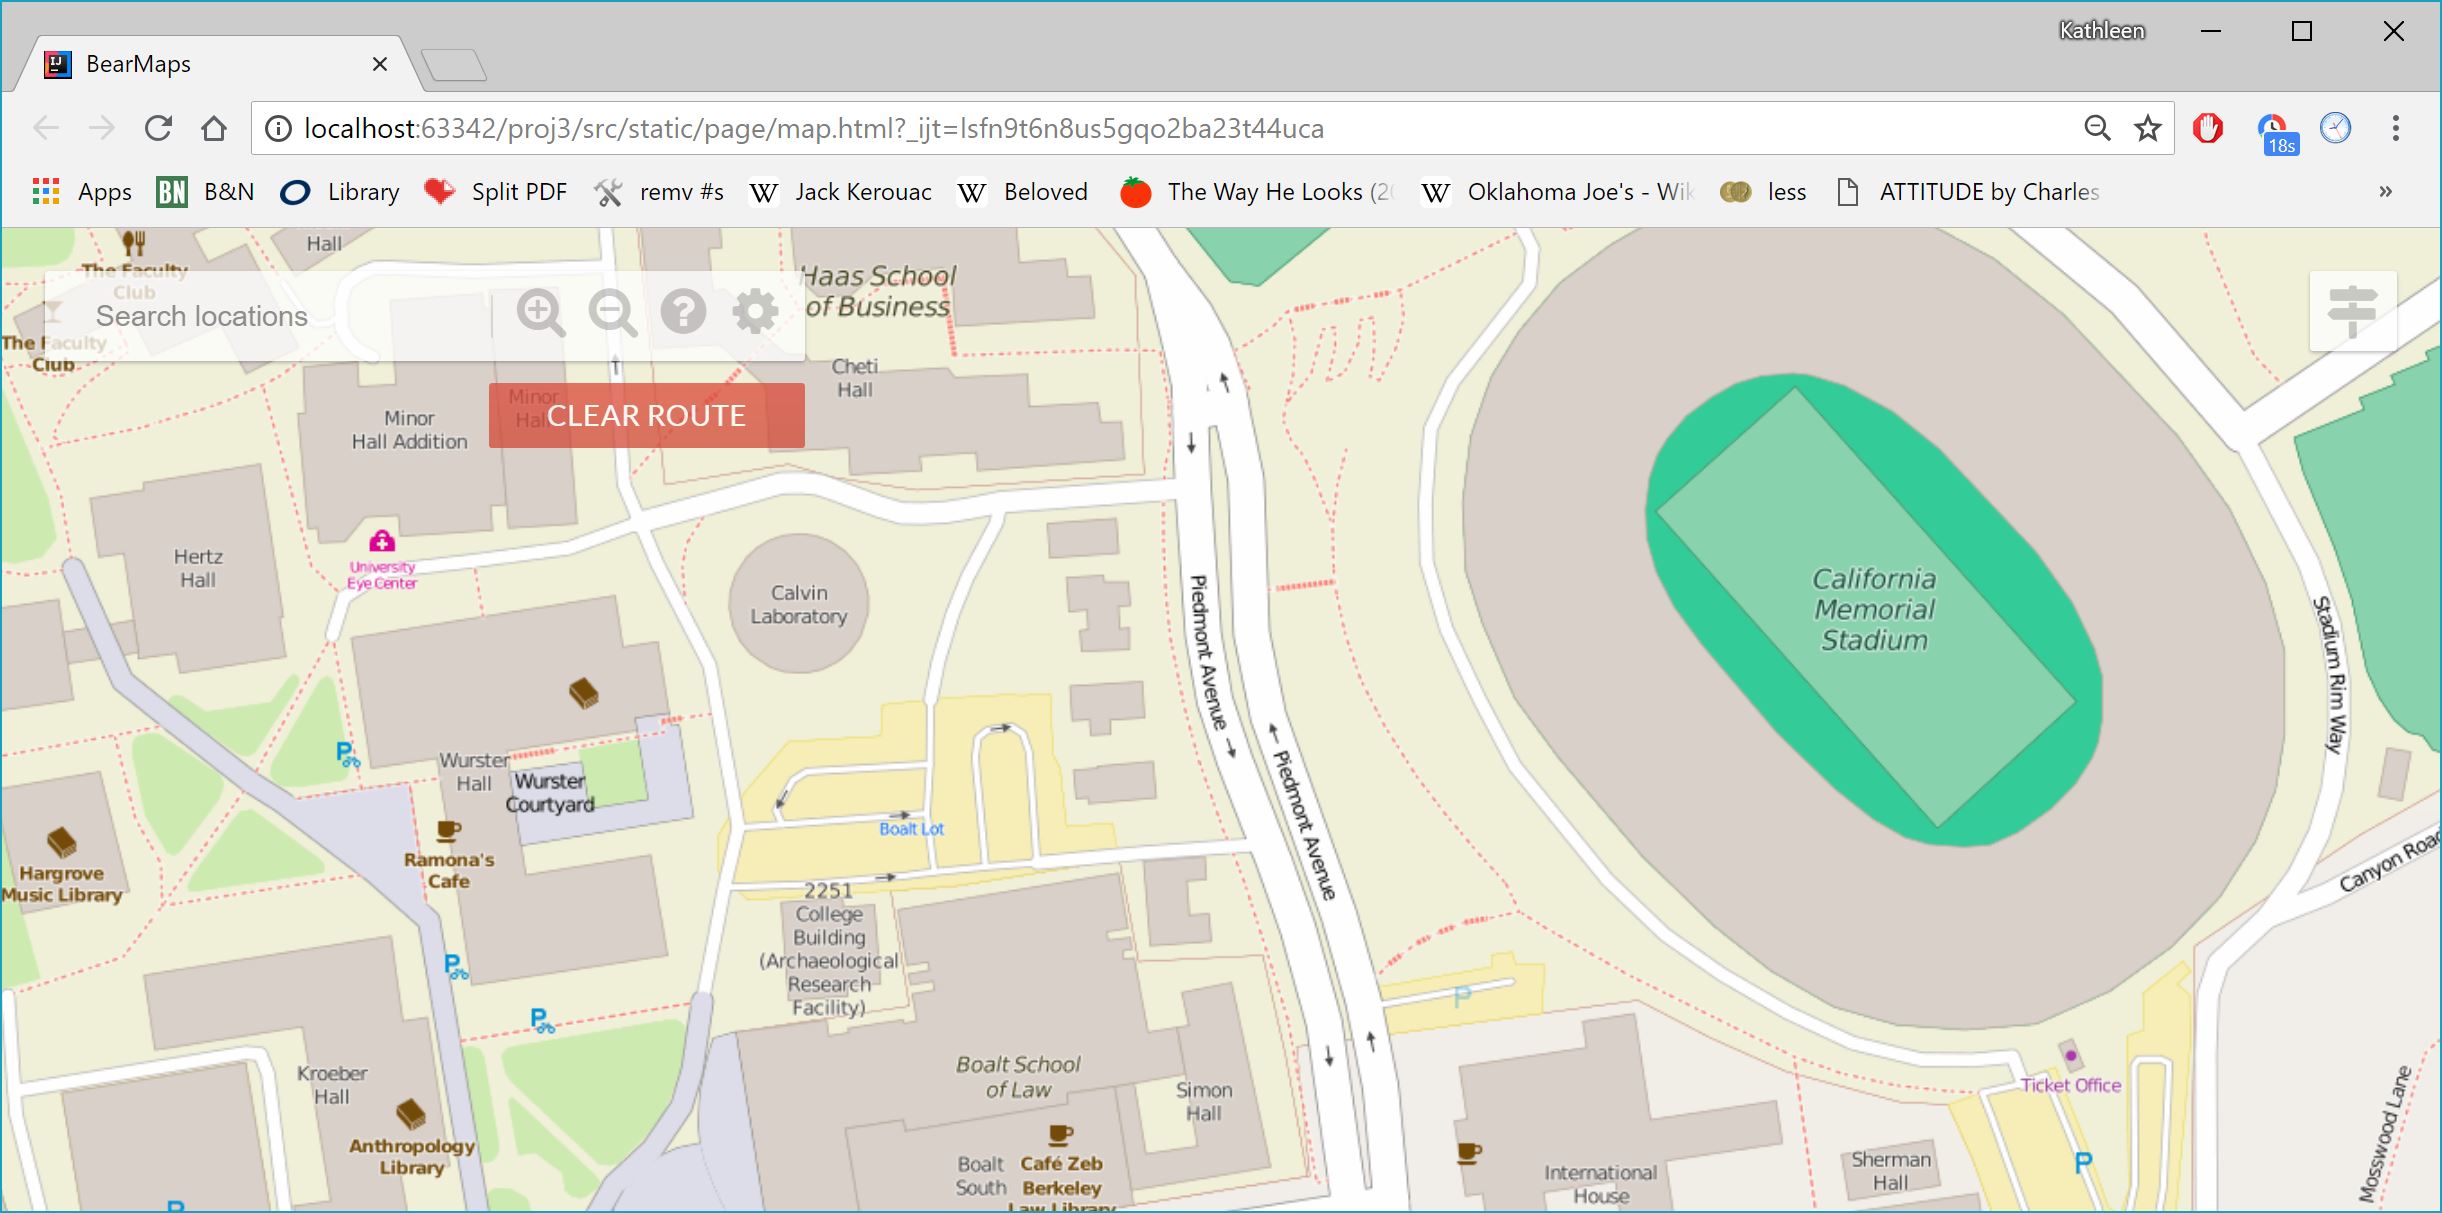 Kathleen
BearMaps
localhost:63342/proj3/src/static/page/map.html?_ijt=lsfn9t6n8us5gqo2ba23t44uca
18s
Apps
BN B&N
Library
Split PDF
remv #s
W Jack Kerouac
W Beloved
The Way He Looks (20
W Oklahoma Joe's - Wik
less
ATTITUDE by Charles
»
Hall
The Faculty
Club
Search locations
The Faculty
Club
CLEAR ROUTE
Haas School
of Business
Cheti
Hall
Minor
Hall Addition
Minor
Hall
Hertz
Hall
University
Eye Center
Calvin
Laboratory
Piedmont Avenue
Piedmont Avenue
California
Memorial
Stadium
Stadium Rim Way
Canyon Road
P
Wurster
Hall
Wurster
Courtyard
Boalt Lot
Ramona's
Cafe
Hargrove
Music Library
2251
College
Building
(Archaeological
Research
Facility)
P
P
P
Kroeber
Hall
Anthropology
Library
P
Boalt School
of Law
Simon
Hall
Boalt
South
Café Zeb
Berkeley
Law Library
International
House
Ticket Office
Sherman
Hall
P
Mosswood Lane